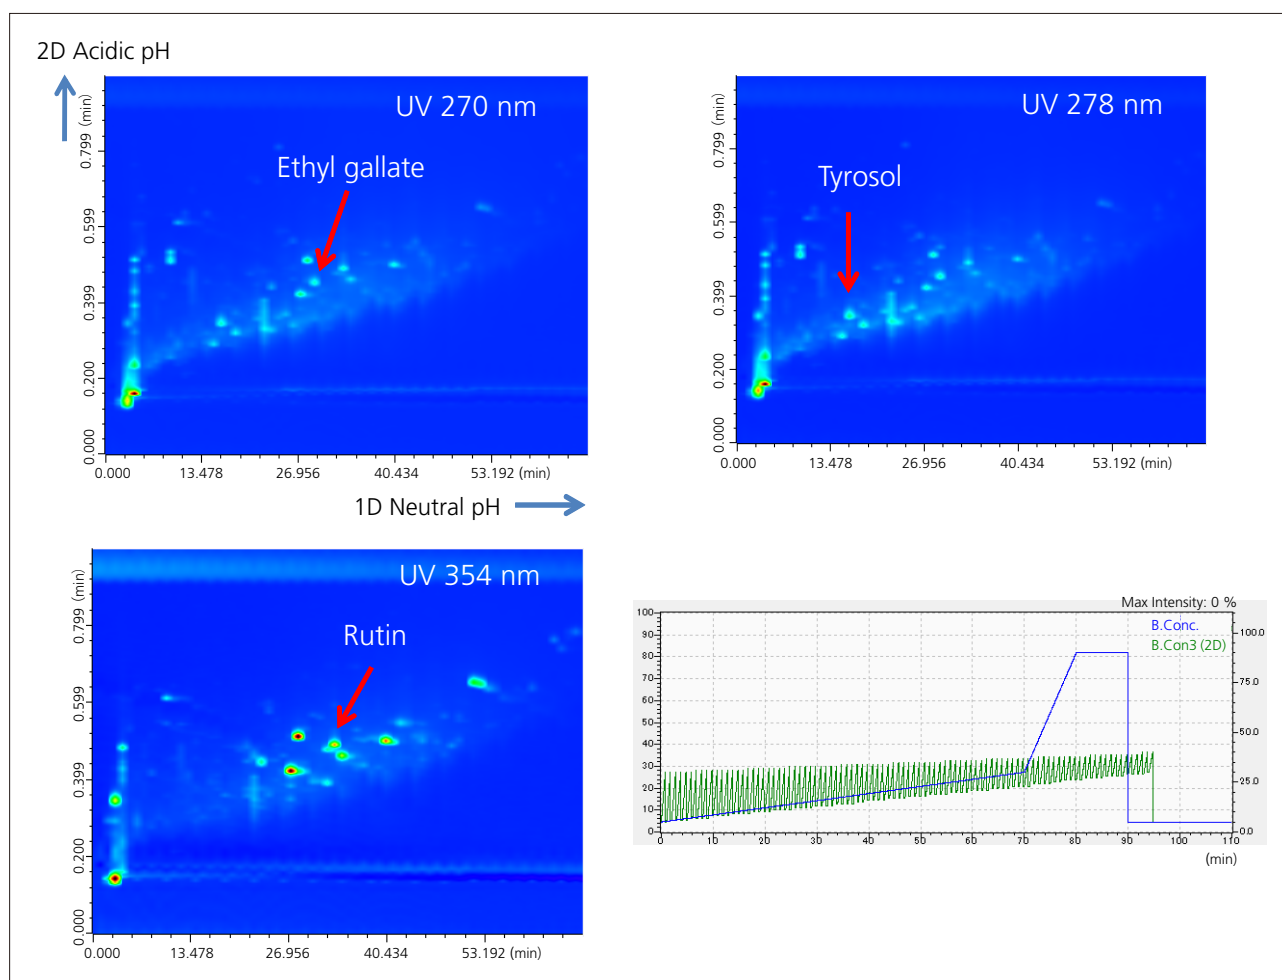 2D Acidic pH
UV 270 nm
Ethyl gallate
0.799 (min)
0.599
0.399
0.200
0.000
0.000 13.478 26.956 40.434 53.192 (min)
UV 278 nm
Tyrosol
0.799 (min)
0.599
0.399
0.200
0.000
0.000 13.478 26.956 40.434 53.192 (min)
1D Neutral pH
UV 354 nm
Rutin
0.799 (min)
0.599
0.399
0.200
0.000
0.000 13.478 26.956 40.434 53.192 (min)
Max Intensity: 0 %
B.Conc.
B.Con3 (2D)
100
90
80
70
60
50
40
30
20
10
0
100.0
75.0
50.0
25.0
0.0
0 10 20 30 40 50 60 70 80 90 100 110
(min)